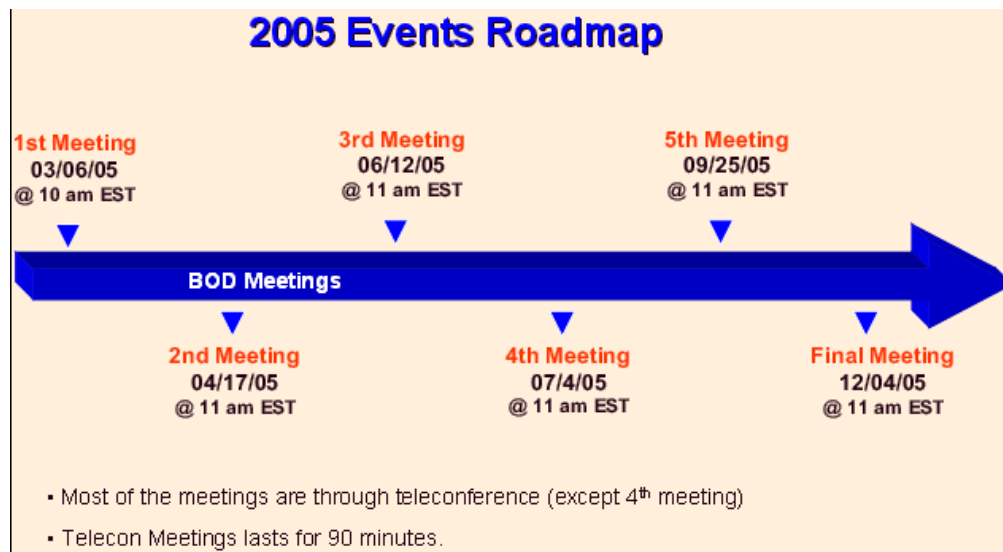 2005 Events Roadmap
1st Meeting
03/06/05
@ 10 am EST
3rd Meeting
06/12/05
@ 11 am EST
5th Meeting
09/25/05
@ 11 am EST
BOD Meetings
2nd Meeting
04/17/05
@ 11 am EST
4th Meeting
07/4/05
@ 11 am EST
Final Meeting
12/04/05
@ 11 am EST
▪ Most of the meetings are through teleconference (except 4th meeting)
▪ Telecon Meetings lasts for 90 minutes.